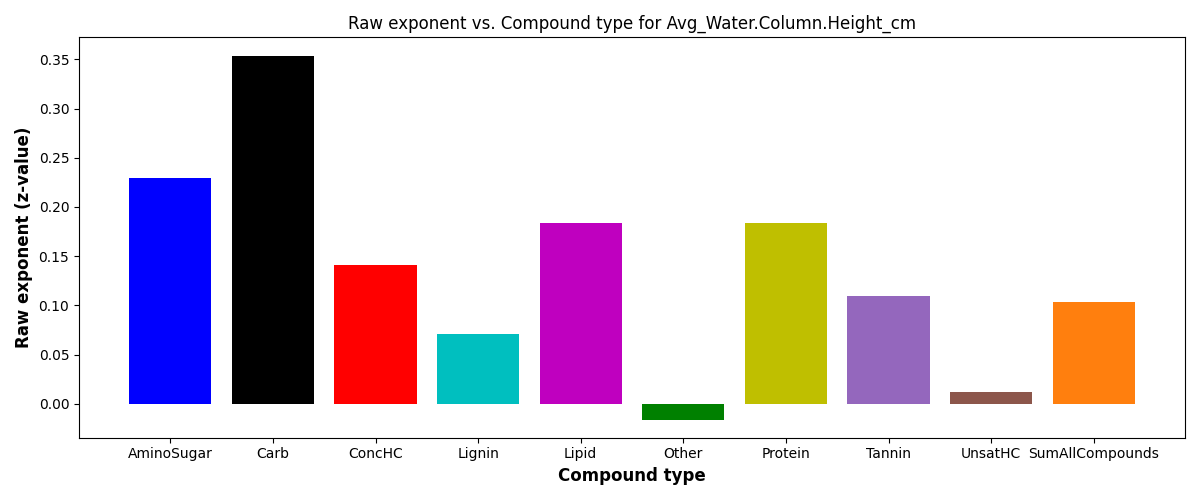 Raw exponent vs. Compound type for Avg_Water.Column.Height_cm
Raw exponent (z-value)
0.35
0.30
0.25
0.20
0.15
0.10
0.05
0.00
AminoSugar Carb ConcHC Lignin Lipid Other Protein Tannin UnsatHC SumAllCompounds
Compound type